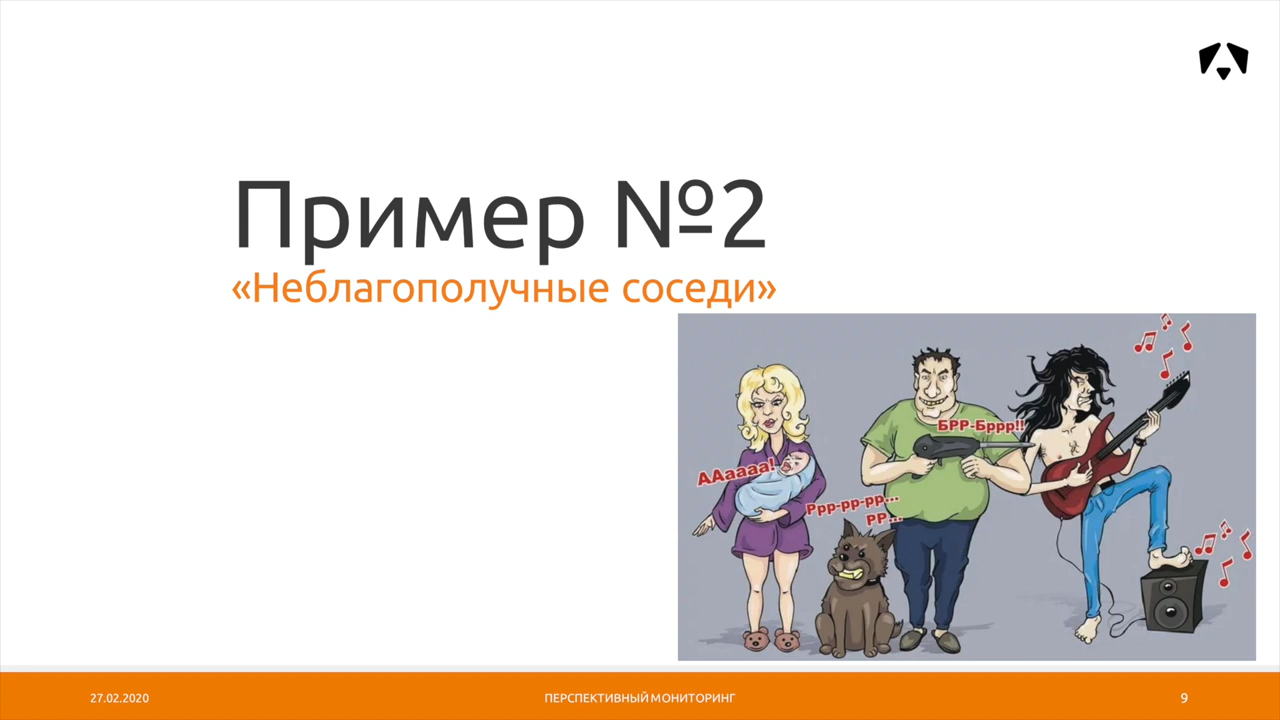 Пример №2
«Неблагополучные соседи»
БРР-Бррр!!
ААаааа!
Ррр-рр-рр...
РР...
27.02.2020
ПЕРСПЕКТИВНЫЙ МОНИТОРИНГ
9